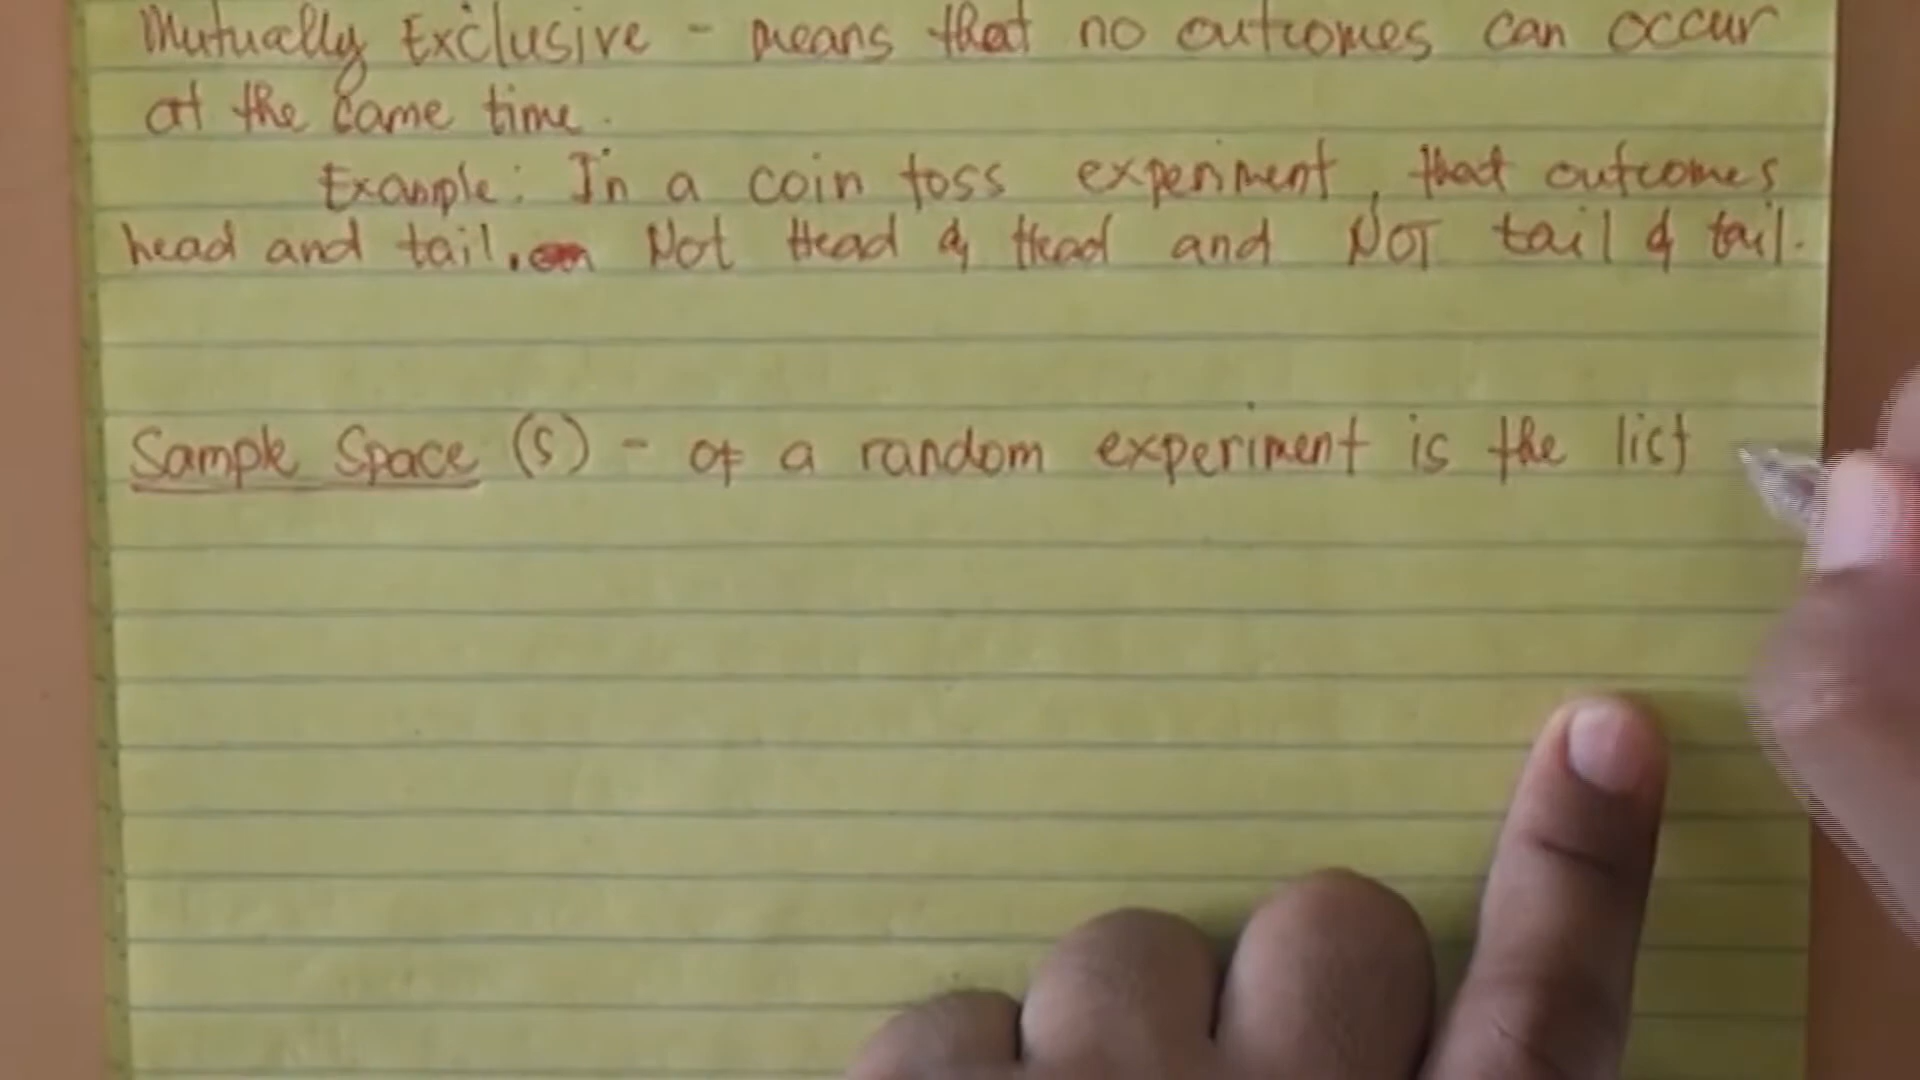 Mutually Exclusive - means that no outcomes can occur
at the same time.
Example: In a coin toss experiment, that outcomes
head and tail. Not Head & Head and NOT tail & tail.
Sample Space (S) - of a random experiment is the list